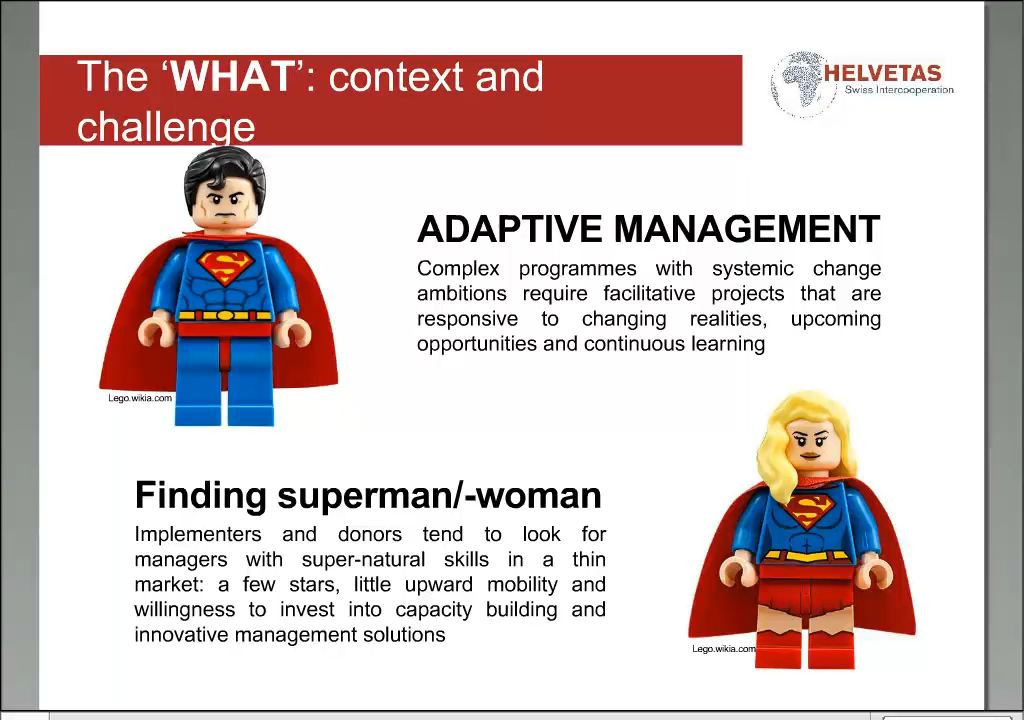 The ‘WHAT’: context and
challenge
HELVETAS
Swiss Intercooperation
ADAPTIVE MANAGEMENT
Complex programmes with systemic change
ambitions require facilitative projects that are
responsive to changing realities, upcoming
opportunities and continuous learning
Lego.wikia.com
Finding superman/-woman
Implementers and donors tend to look for
managers with super-natural skills in a thin
market: a few stars, little upward mobility and
willingness to invest into capacity building and
innovative management solutions
Lego.wikia.com